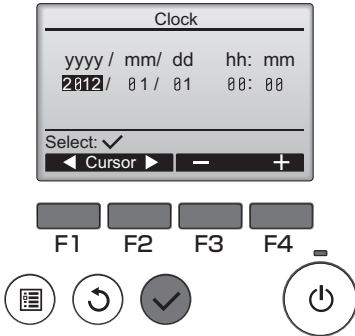 Clock
yyyy / mm/ dd hh: mm
2012/ 01/ 01 00: 00
Select: ✓
◀ Cursor ▶ − +
F1 F2 F3 F4